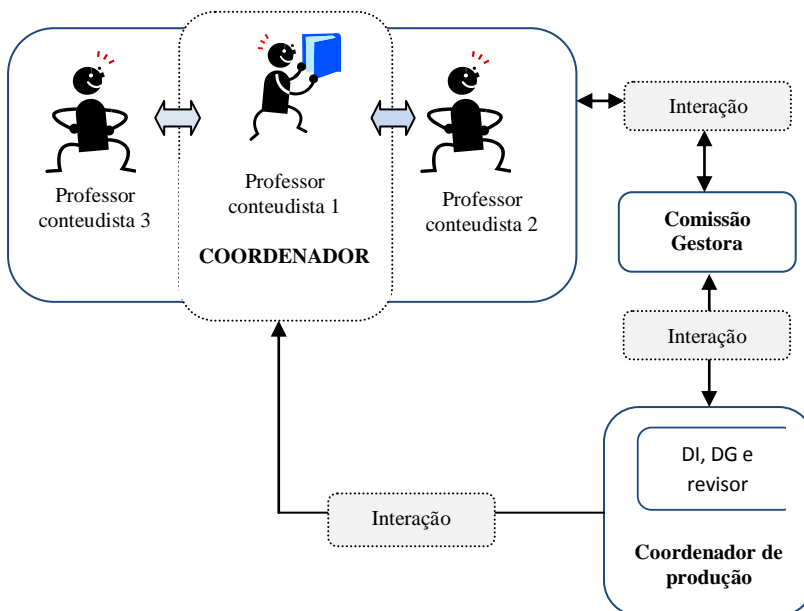 Professor
conteudista 3
Professor
conteudista 1
COORDENADOR
Professor
conteudista 2
Interação
Comissão
Gestora
Interação
DI, DG e
revisor
Coordenador de
produção
Interação